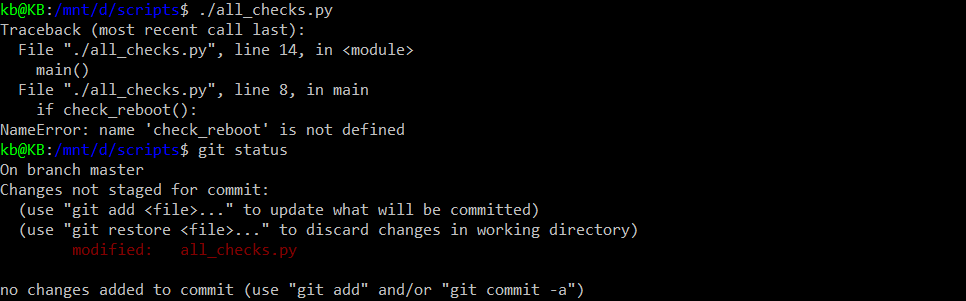 kb@KB:/mnt/d/scripts$ ./all_checks.py
Traceback (most recent call last):
  File "./all_checks.py", line 14, in <module>
    main()
  File "./all_checks.py", line 8, in main
    if check_reboot():
NameError: name 'check_reboot' is not defined
kb@KB:/mnt/d/scripts$ git status
On branch master
Changes not staged for commit:
  (use "git add <file>..." to update what will be committed)
  (use "git restore <file>..." to discard changes in working directory)
        modified:   all_checks.py

no changes added to commit (use "git add" and/or "git commit -a")